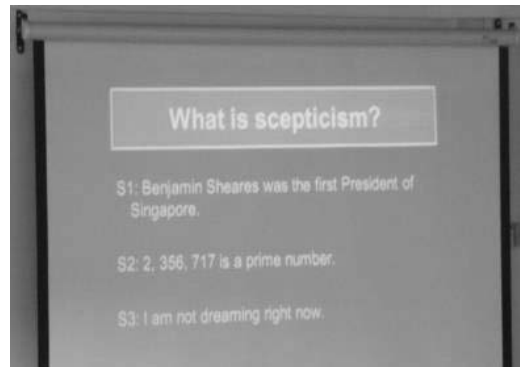 What is scepticism?
S1: Benjamin Sheares was the first President of
Singapore.
S2: 2, 356, 717 is a prime number.
S3: I am not dreaming right now.